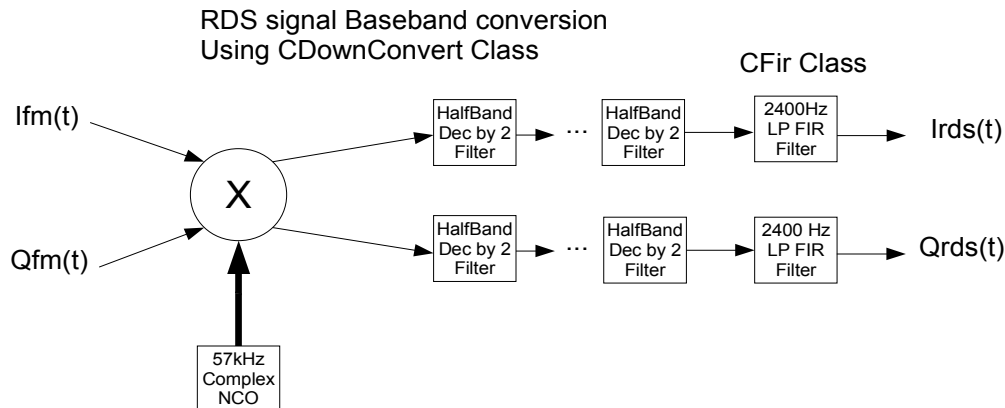 RDS signal Baseband conversion
Using CDownConvert Class
CFir Class
Ifm(t)
HalfBand
Dec by 2
Filter
...
HalfBand
Dec by 2
Filter
2400Hz
LP FIR
Filter
Irds(t)
X
Qfm(t)
HalfBand
Dec by 2
Filter
...
HalfBand
Dec by 2
Filter
2400 Hz
LP FIR
Filter
Qrds(t)
57kHz
Complex
NCO